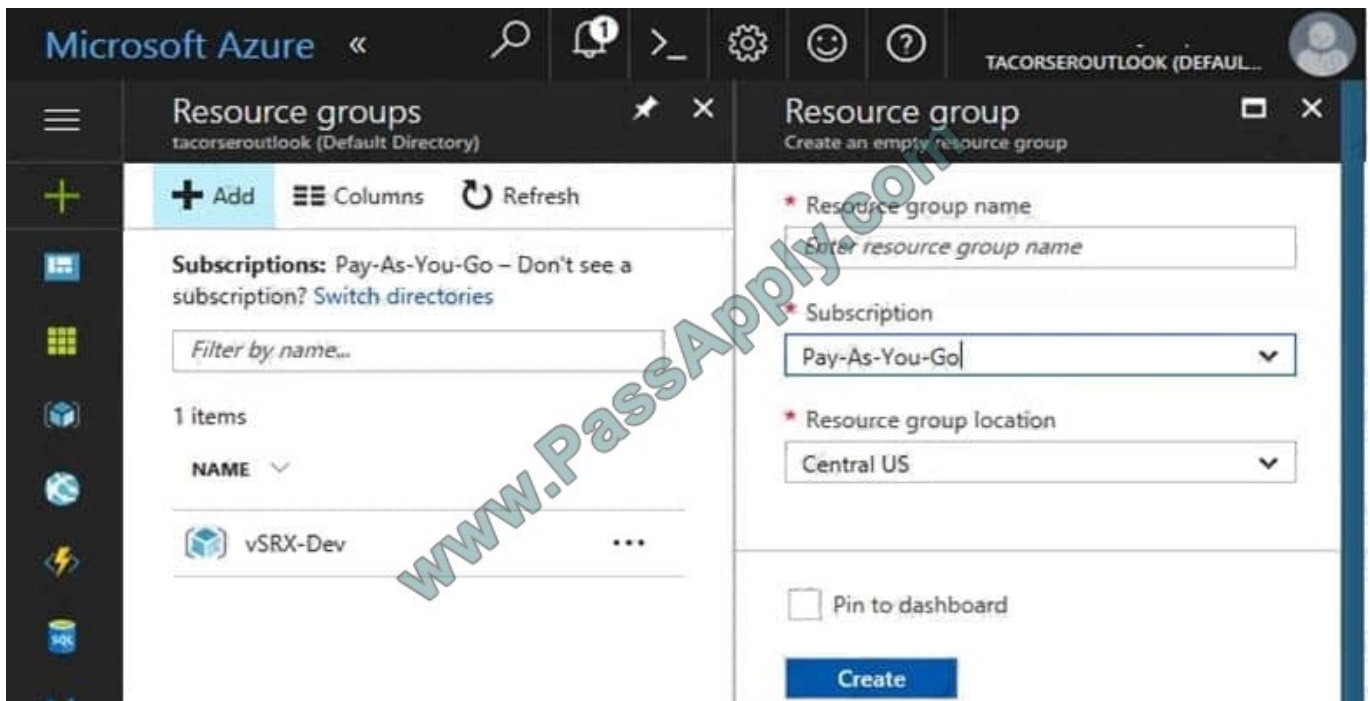 Microsoft Azure «
1
>_
?
TACORSEROUTLOOK (DEFAUL...
Resource groups
tacorseroutlook (Default Directory)
Add
Columns
Refresh
Subscriptions: Pay-As-You-Go – Don't see a
subscription? Switch directories
Filter by name...
1 items
NAME
vSRX-Dev
...
SQL
Resource group
Create an empty resource group
* Resource group name
Enter resource group name
* Subscription
Pay-As-You-Go
* Resource group location
Central US
Pin to dashboard
Create
www.PassApply.com